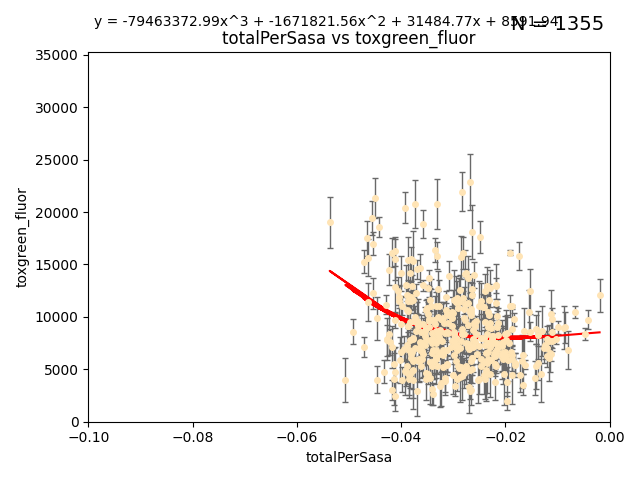 y = -79463372.99x^3 + -1671821.56x^2 + 31484.77x + 8591.94
N = 1355
totalPerSasa vs toxgreen_fluor
35000
30000
25000
20000
15000
10000
5000
0
toxgreen_fluor
−0.10 −0.08 −0.06 −0.04 −0.02 0.00
totalPerSasa